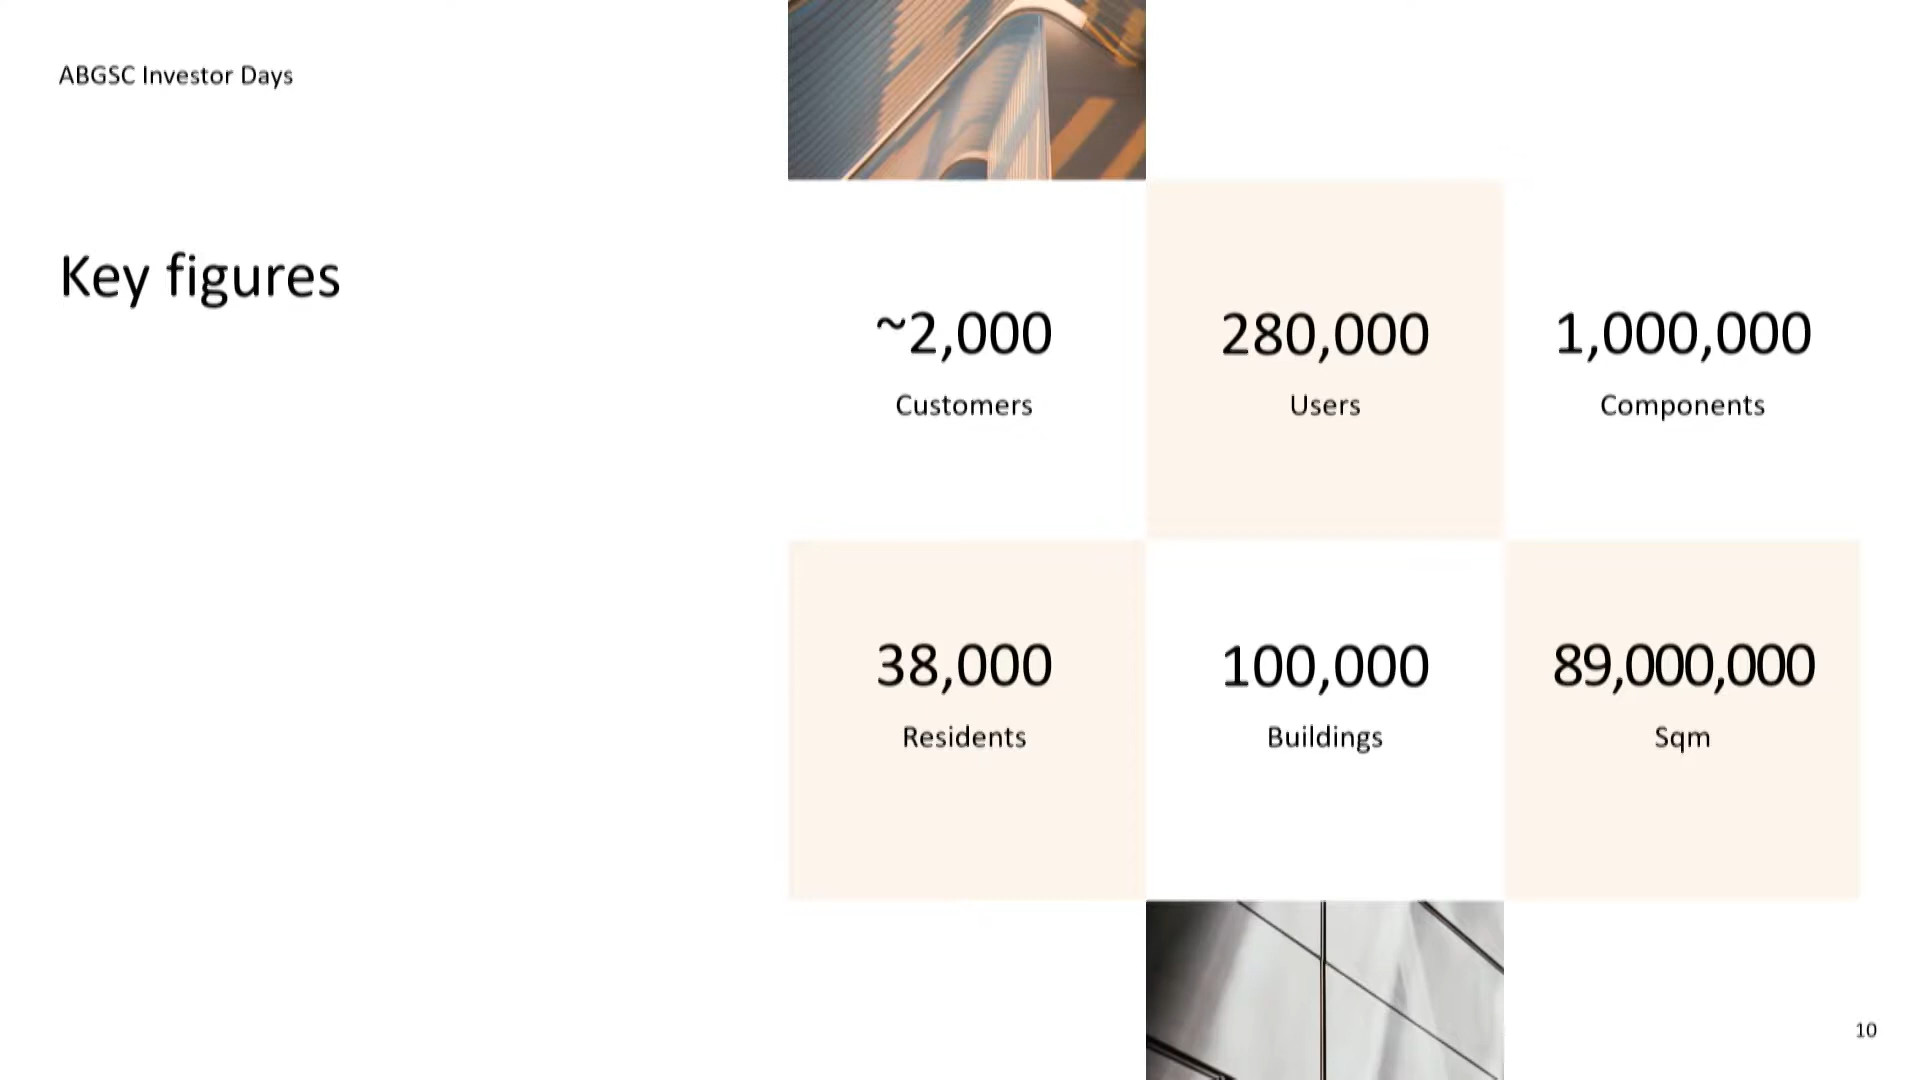 ABGSC Investor Days
Key figures
~2,000
Customers
280,000
Users
1,000,000
Components
38,000
Residents
100,000
Buildings
89,000,000
Sqm
10